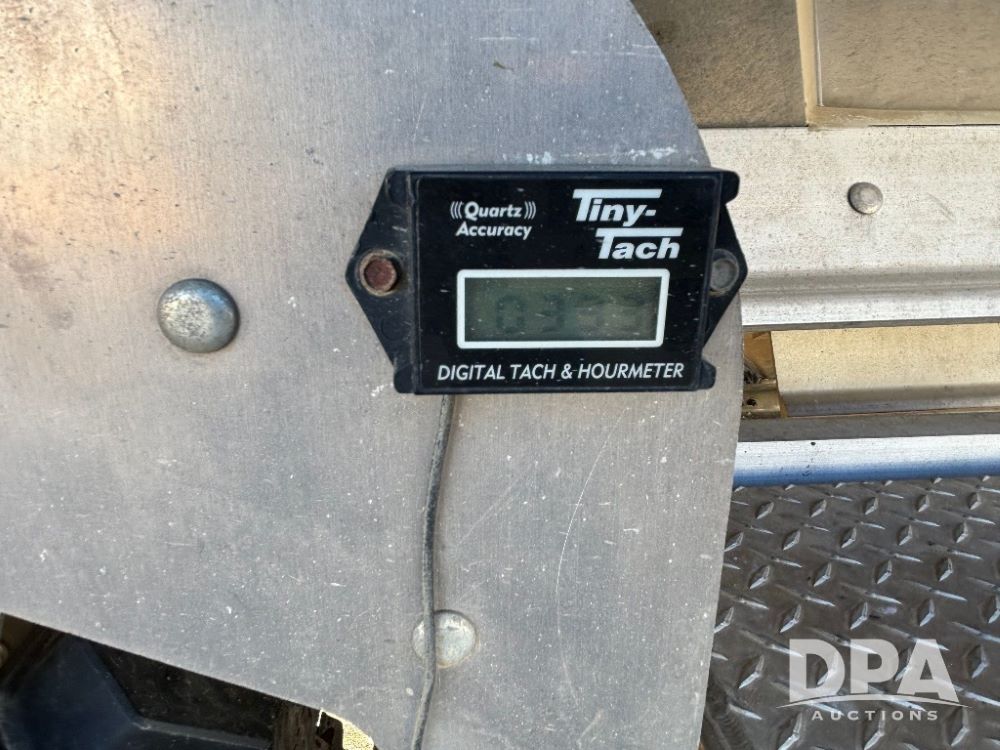 (((Quartz)))
Accuracy
Tiny-
Tach
DIGITAL TACH & HOURMETER
DPA
AUCTIONS